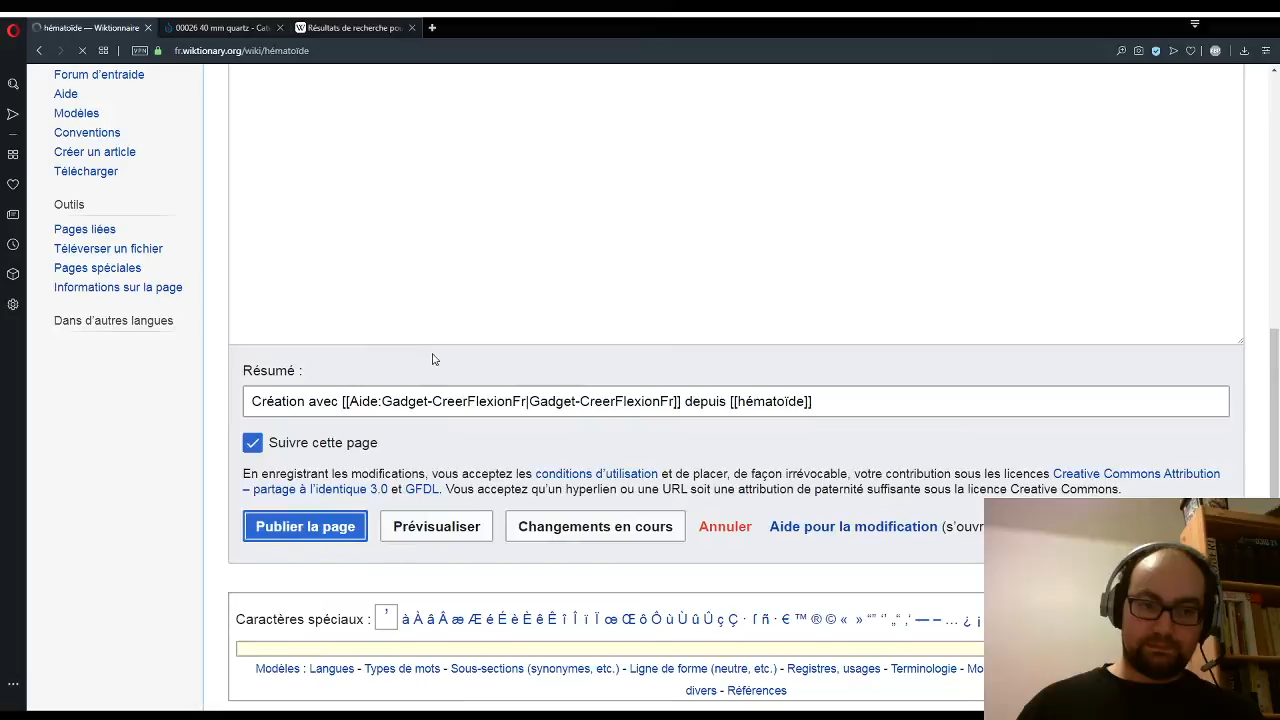 hématoïde — Wiktionnaire
00026 40 mm quartz - Cat
Résultats de recherche pou
VPN
fr.wiktionary.org/wiki/hématoïde
Forum d’entraide
Aide
Modèles
Conventions
Créer un article
Télécharger
Outils
Pages liées
Téléverser un fichier
Pages spéciales
Informations sur la page
Dans d’autres langues
Résumé :
Création avec [[Aide:Gadget-CreerFlexionFr|Gadget-CreerFlexionFr]] depuis [[hématoïde]]
Suivre cette page
En enregistrant les modifications, vous acceptez les conditions d’utilisation et de placer, de façon irrévocable, votre contribution sous les licences Creative Commons Attribution
– partage à l’identique 3.0 et GFDL. Vous acceptez qu’un hyperlien ou une URL soit une attribution de paternité suffisante sous la licence Creative Commons.
Publier la page Prévisualiser Changements en cours Annuler Aide pour la modification (s’ouvr
Caractères spéciaux : ’ à À â Â æ Æ é É è È ê Ê î Î ï Ï œ Œ ô Ô ù Ù û Û ç Ç · ſ ñ · € ™ ® © « » “” ‘’ „“ ‚‘ — – … ¿ ¡
Modèles : Langues - Types de mots - Sous-sections (synonymes, etc.) - Ligne de forme (neutre, etc.) - Registres, usages - Terminologie - Mo
divers - Références